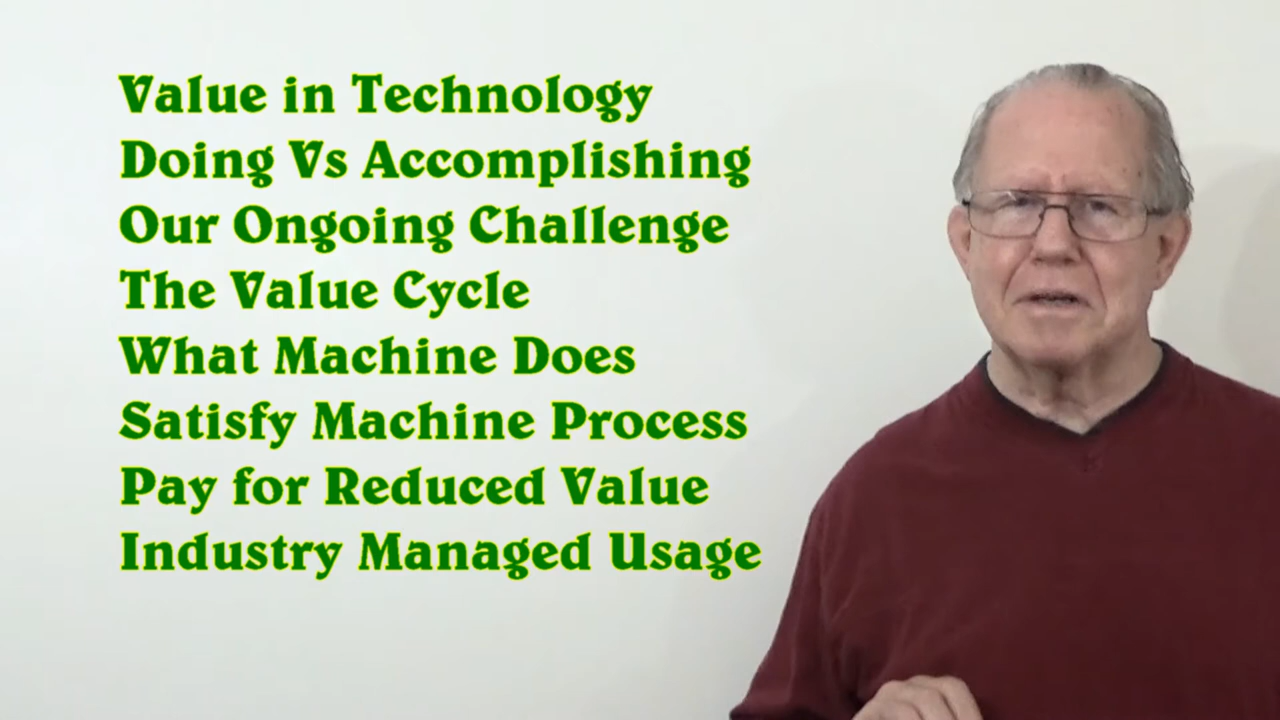 Value in Technology
Doing Vs Accomplishing
Our Ongoing Challenge
The Value Cycle
What Machine Does
Satisfy Machine Process
Pay for Reduced Value
Industry Managed Usage